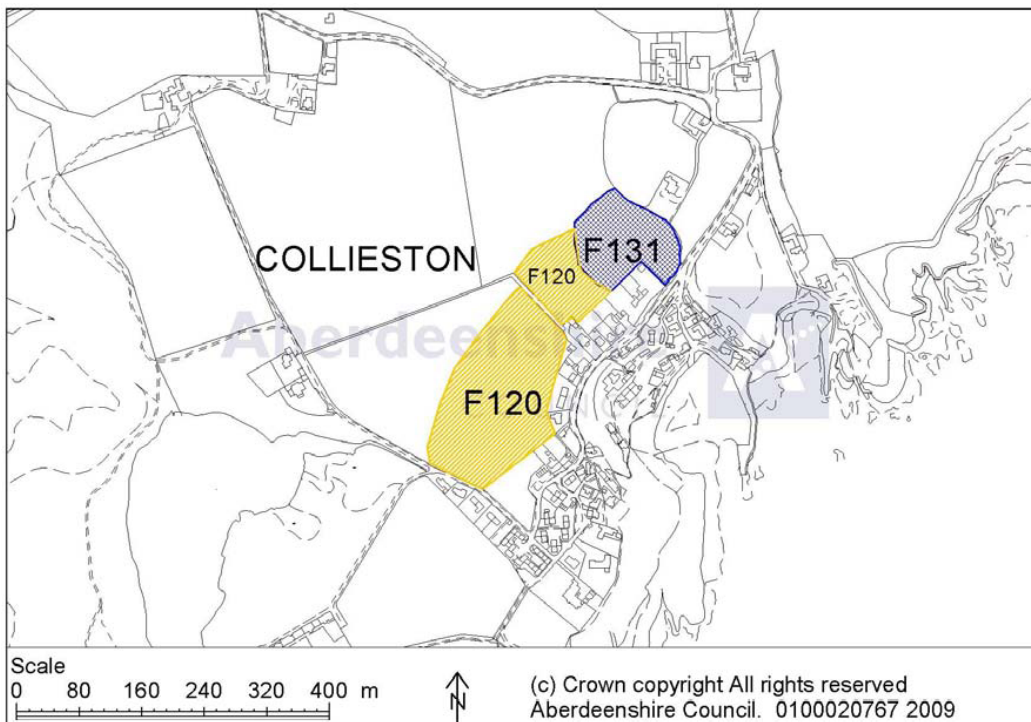 F131
COLLIESTON
F120
Aberdeenshire
F120
Scale
0 80 160 240 320 400 m
N
(c) Crown copyright All rights reserved
Aberdeenshire Council. 0100020767 2009